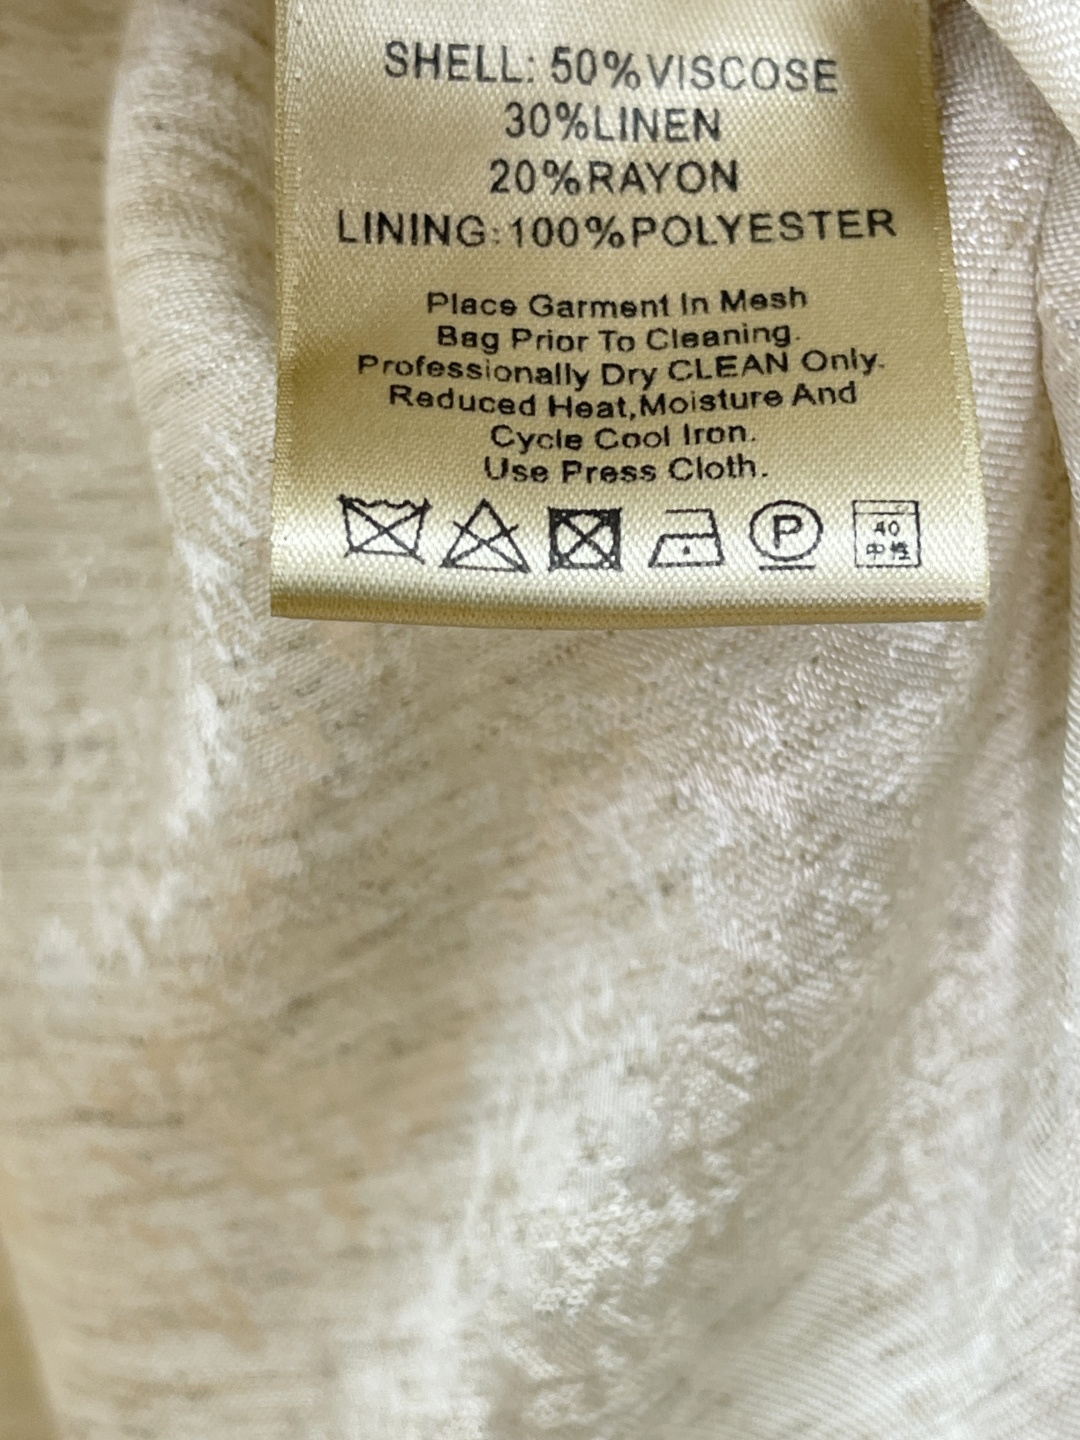 SHELL: 50%VISCOSE
30%LINEN
20%RAYON
LINING:100%POLYESTER
Place Garment In Mesh
Bag Prior To Cleaning.
Professionally Dry CLEAN Only.
Reduced Heat,Moisture And
Cycle Cool Iron.
Use Press Cloth.
P
40
中性